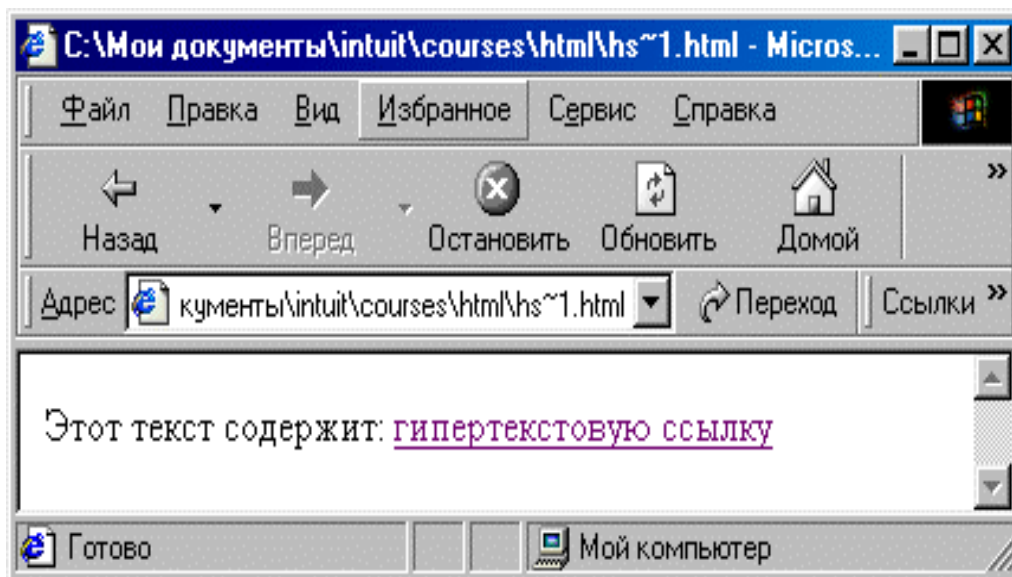 C:\Мои документы\intuit\courses\html\hs~1.html - Micros...
Файл Правка Вид Избранное Сервис Справка
Назад Вперед Остановить Обновить Домой »
Адрес кументы\intuit\courses\html\hs~1.html Переход Ссылки »
Этот текст содержит: гипертекстовую ссылку
Готово Мой компьютер